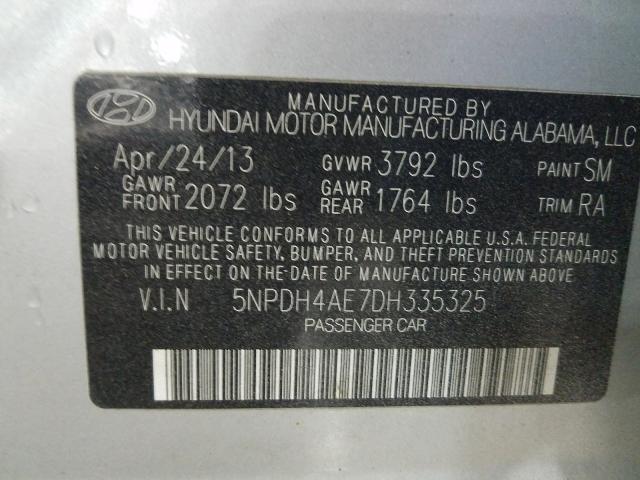 MANUFACTURED BY
HYUNDAI MOTOR MANUFACTURING ALABAMA, LLC
Apr/24/13 GVWR 3792 lbs PAINT SM
GAWR FRONT 2072 lbs GAWR REAR 1764 lbs TRIM RA
THIS VEHICLE CONFORMS TO ALL APPLICABLE U.S.A. FEDERAL
MOTOR VEHICLE SAFETY, BUMPER, AND THEFT PREVENTION STANDARDS
IN EFFECT ON THE-DATE OF MANUFACTURE SHOWN ABOVE.
V.I.N 5NPDH4AE7DH335325
PASSENGER CAR